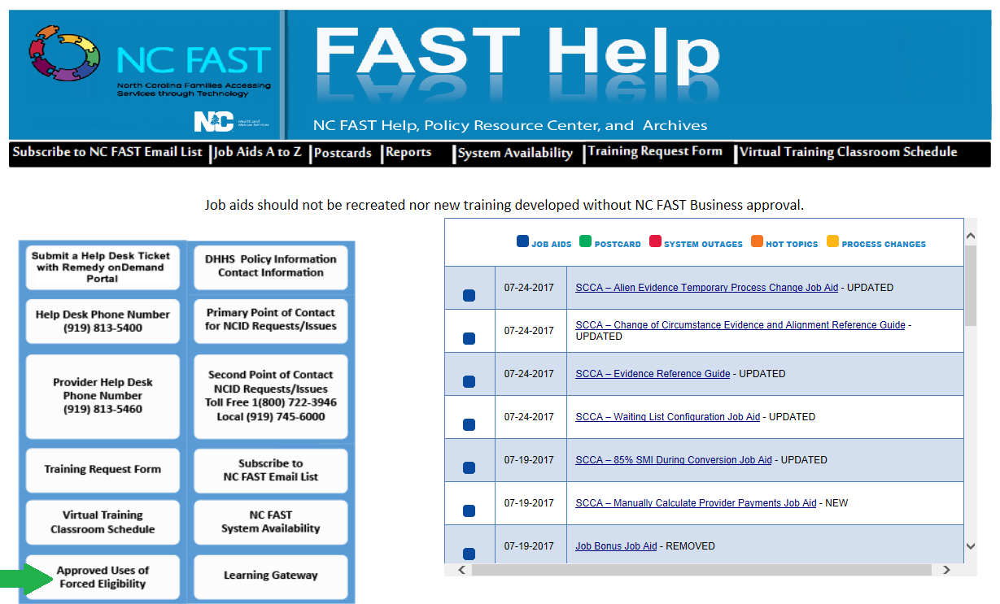 NC FAST
North Carolina Families Accessing
Services through Technology
NC
Health and
Human Services
FAST Help
NC FAST Help, Policy Resource Center, and Archives
Subscribe to NC FAST Email List
Job Aids A to Z
Postcards
Reports
System Availability
Training Request Form
Virtual Training Classroom Schedule
Job aids should not be recreated nor new training developed without NC FAST Business approval.
Submit a Help Desk Ticket
with Remedy onDemand
Portal
DHHS Policy Information
Contact Information
Help Desk Phone Number
(919) 813-5400
Primary Point of Contact
for NCID Requests/Issues
Provider Help Desk
Phone Number
(919) 813-5460
Second Point of Contact
NCID Requests/Issues
Toll Free 1(800) 722-3946
Local (919) 745-6000
Training Request Form
Subscribe to
NC FAST Email List
Virtual Training
Classroom Schedule
NC FAST
System Availability
Approved Uses of
Forced Eligibility
Learning Gateway
JOB AIDS POSTCARD SYSTEM OUTAGES HOT TOPICS PROCESS CHANGES
07-24-2017 SCCA – Alien Evidence Temporary Process Change Job Aid - UPDATED
07-24-2017 SCCA – Change of Circumstance Evidence and Alignment Reference Guide -
UPDATED
07-24-2017 SCCA – Evidence Reference Guide - UPDATED
07-24-2017 SCCA – Waiting List Configuration Job Aid - UPDATED
07-19-2017 SCCA – 85% SMI During Conversion Job Aid - UPDATED
07-19-2017 SCCA – Manually Calculate Provider Payments Job Aid - NEW
07-19-2017 Job Bonus Job Aid - REMOVED